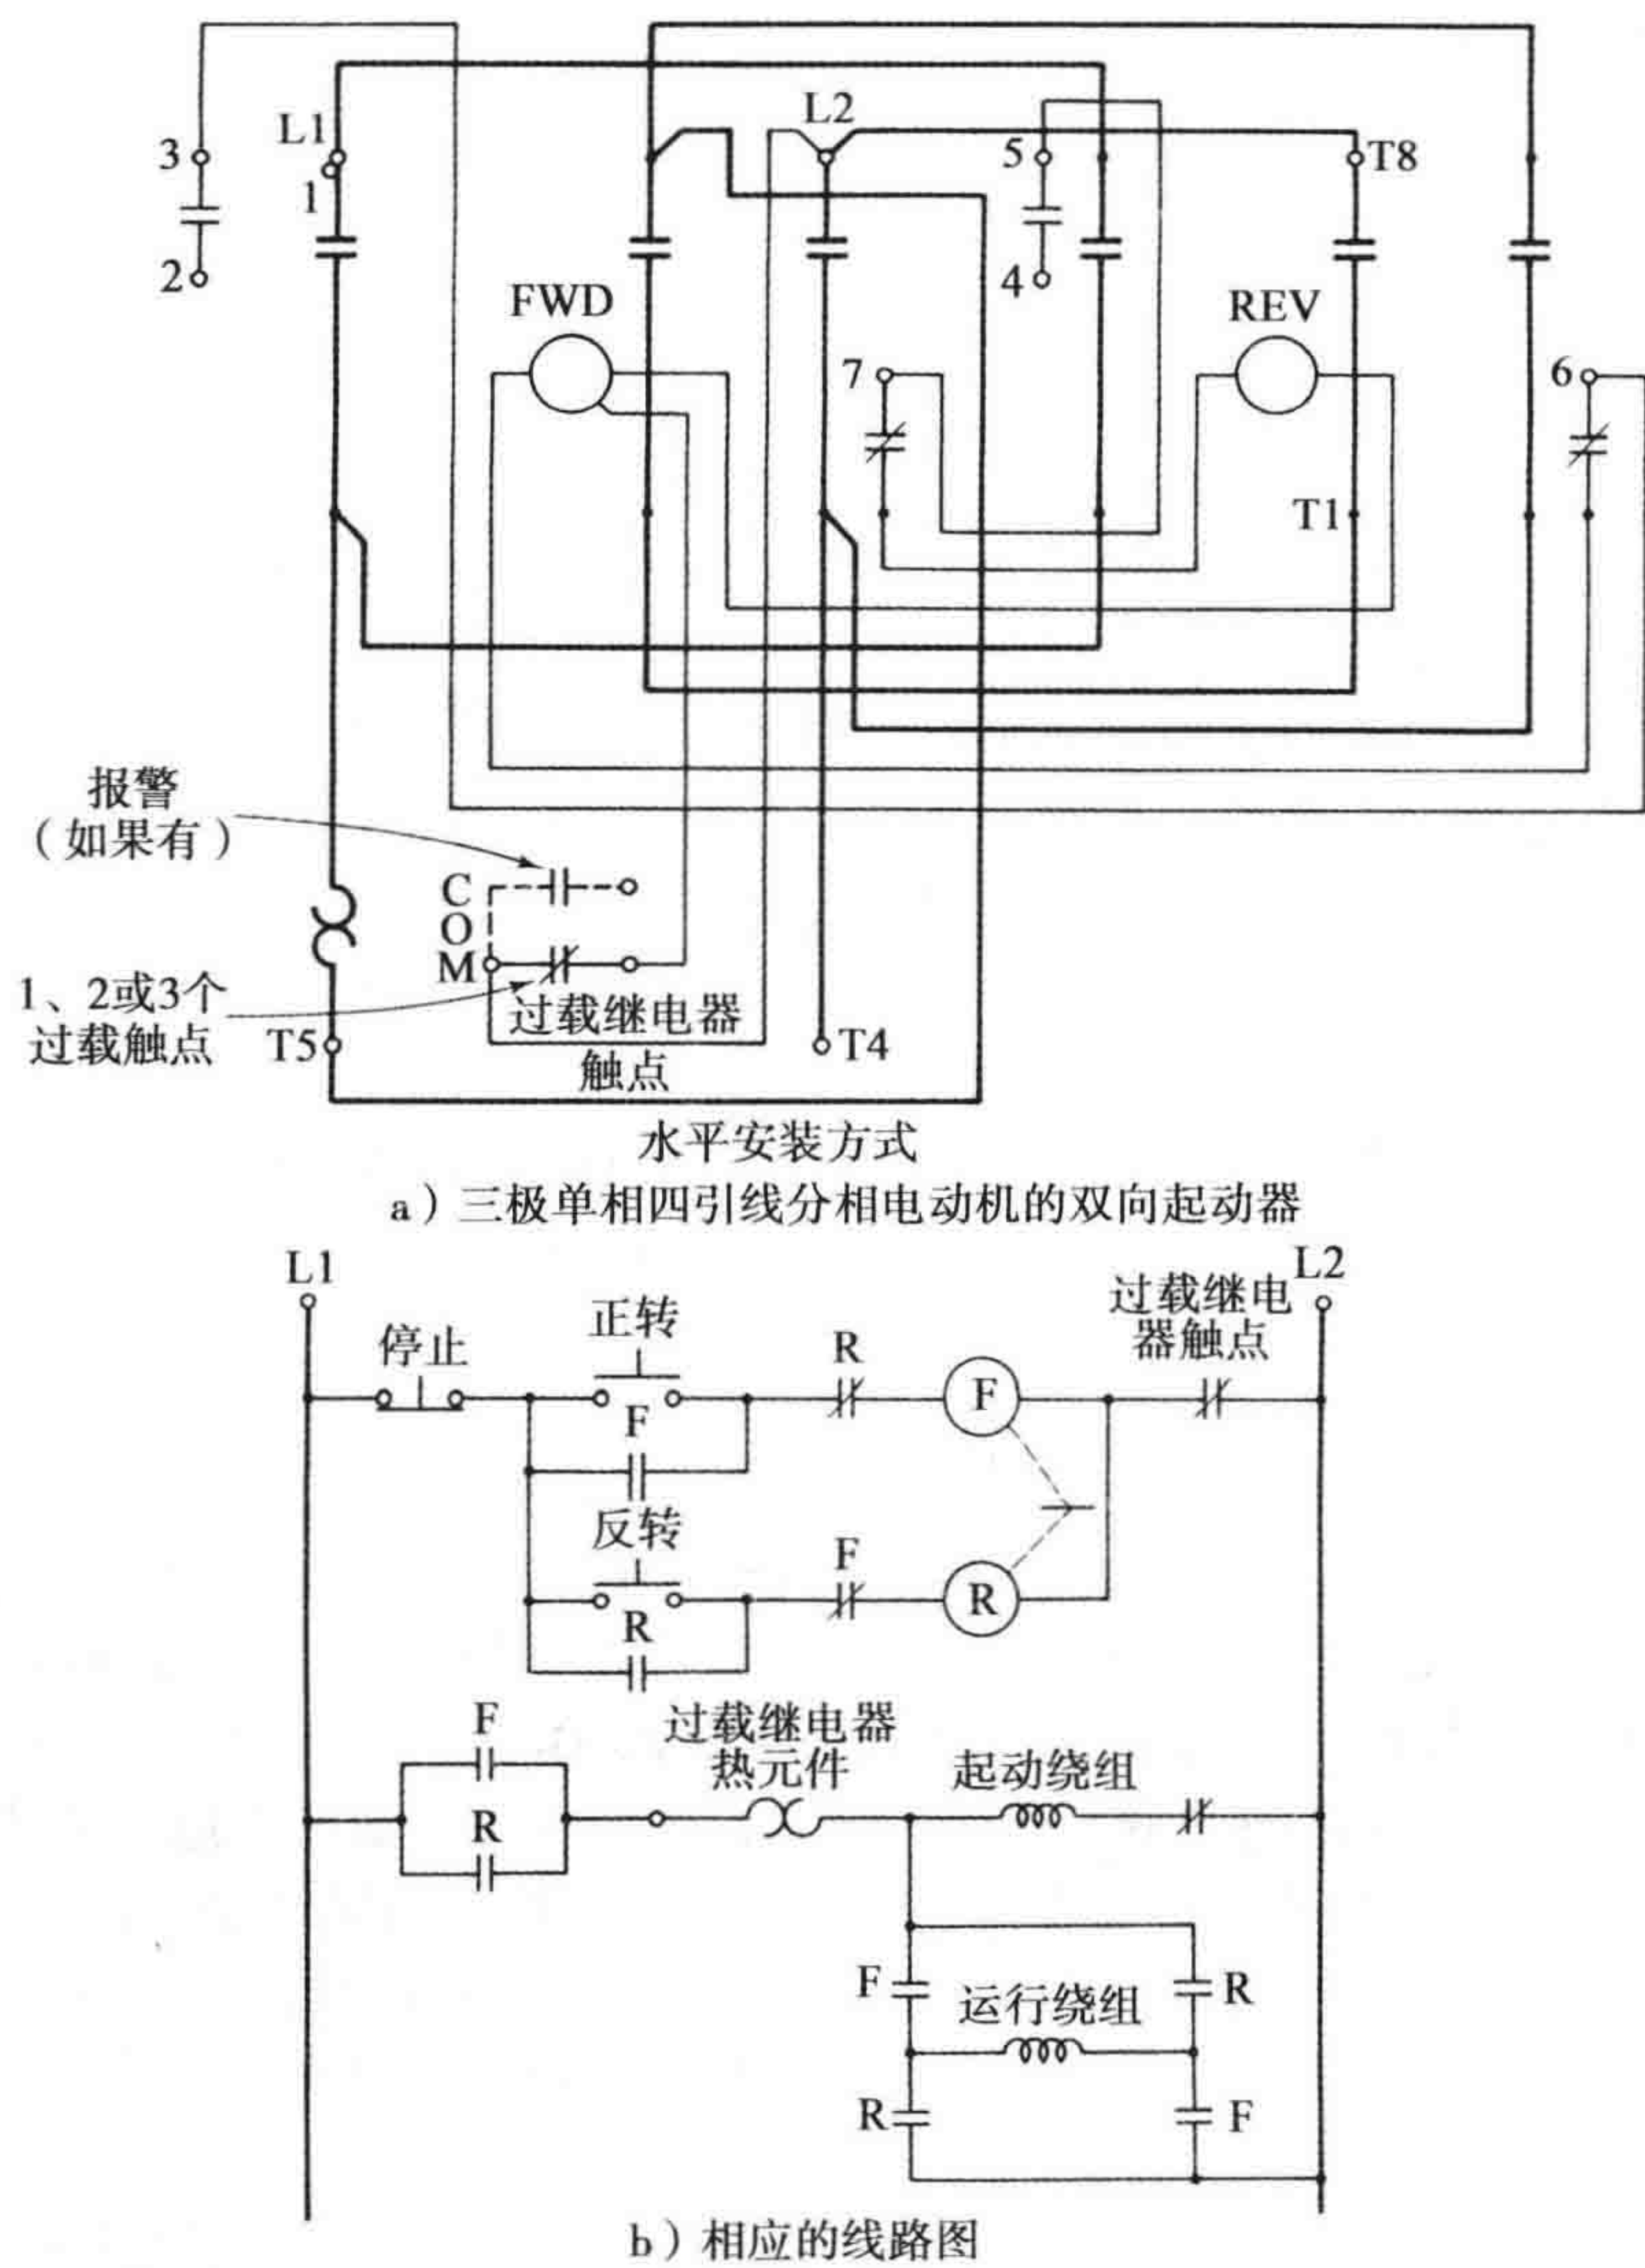 L1
L2
3
1
5
T8
2
4
FWD
REV
7
6
T1
报警
（如果有）
C
O
M
1、2或3个
过载触点
过载继电器
触点
T5
T4
水平安装方式
a）三极单相四引线分相电动机的双向起动器
L1
L2
停止
正转
R
过载继电
器触点
F
F
反转
F
R
R
F
过载继电器
热元件
起动绕组
R
F
运行绕组
R
R
F
b）相应的线路图